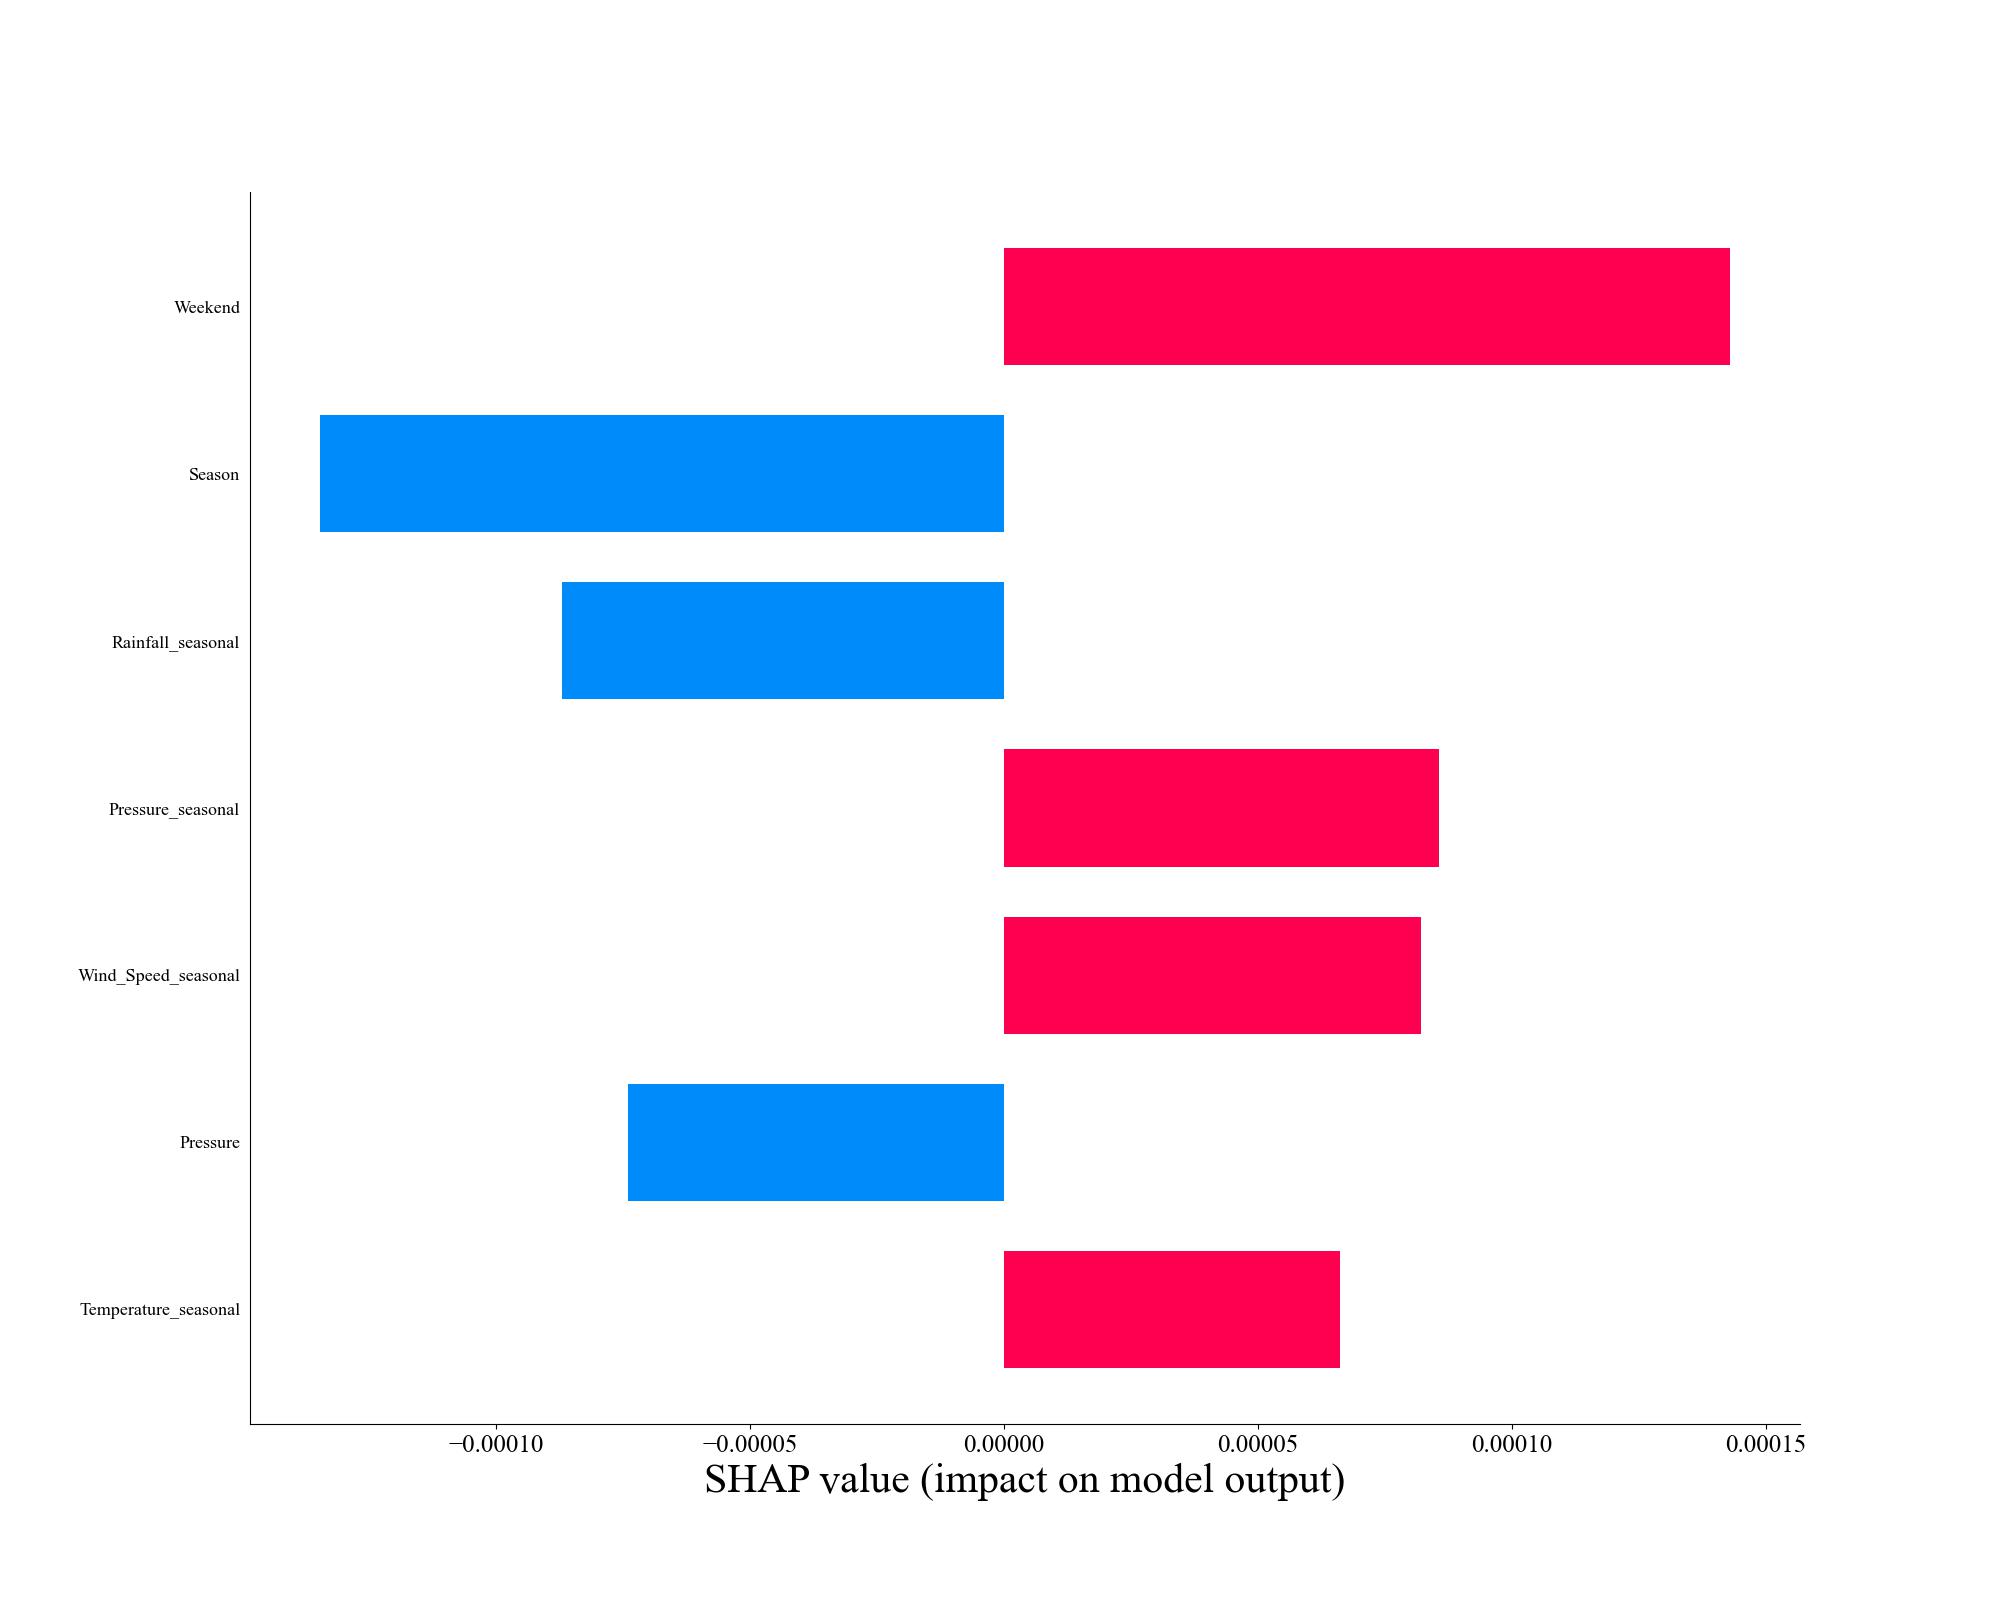 Weekend
Season
Rainfall_seasonal
Pressure_seasonal
Wind_Speed_seasonal
Pressure
Temperature_seasonal
−0.00010 −0.00005 0.00000 0.00005 0.00010 0.00015
SHAP value (impact on model output)